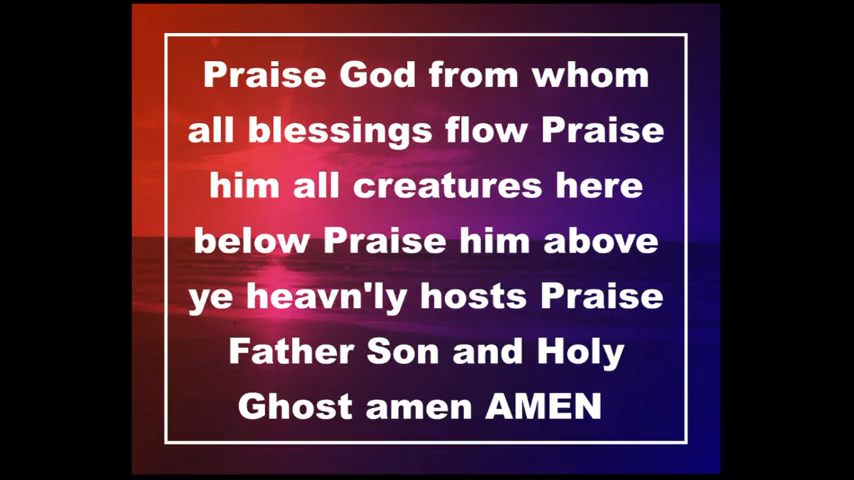 Praise God from whom
all blessings flow Praise
him all creatures here
below Praise him above
ye heavn'ly hosts Praise
Father Son and Holy
Ghost amen AMEN